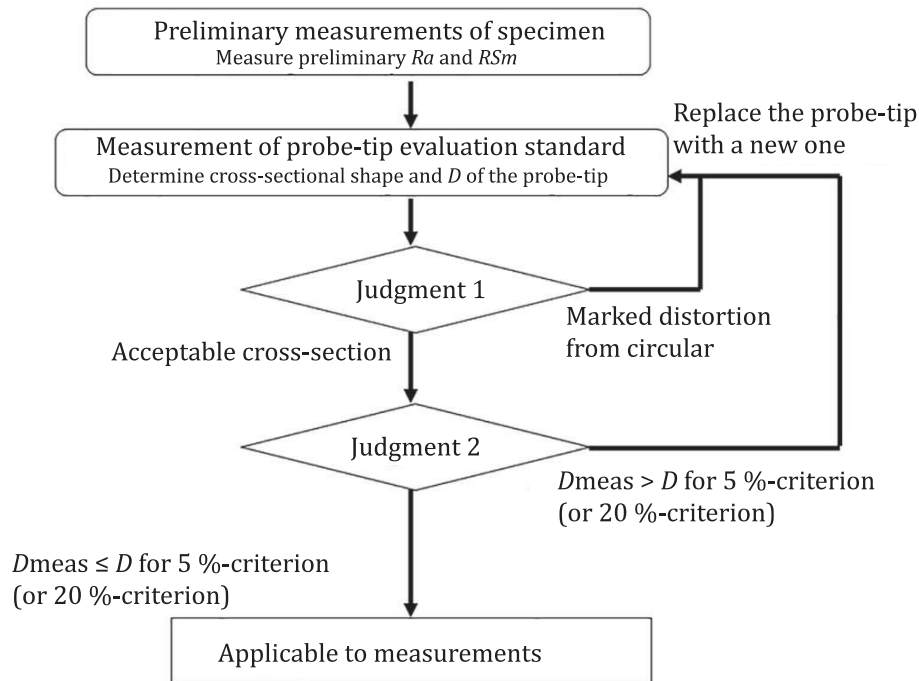 Preliminary measurements of specimen
Measure preliminary Ra and RSm
Replace the probe-tip
with a new one
Measurement of probe-tip evaluation standard
Determine cross-sectional shape and D of the probe-tip
Judgment 1
Marked distortion
from circular
Acceptable cross-section
Judgment 2
Dmeas > D for 5 %-criterion
(or 20 %-criterion)
Dmeas ≤ D for 5 %-criterion
(or 20 %-criterion)
Applicable to measurements